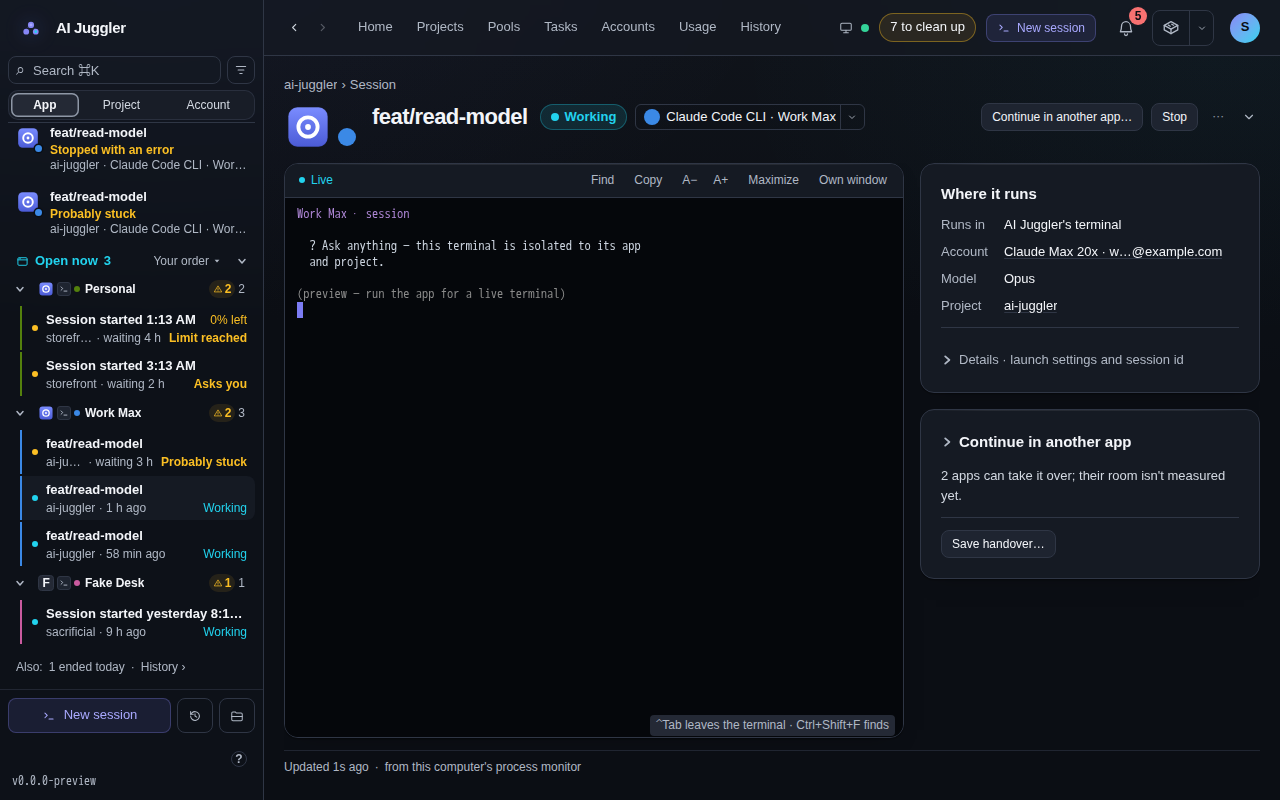 AI Juggler
Home Projects Pools Tasks Accounts Usage History
7 to clean up
New session
5
S
Search ⌘K
App Project Account
feat/read-model
Stopped with an error
ai-juggler · Claude Code CLI · Wor…
feat/read-model
Probably stuck
ai-juggler · Claude Code CLI · Wor…
Open now 3 Your order
Personal 2 2
Session started 1:13 AM 0% left
storefr… · waiting 4 h Limit reached
Session started 3:13 AM
storefront · waiting 2 h Asks you
Work Max 2 3
feat/read-model
ai-ju… · waiting 3 h Probably stuck
feat/read-model
ai-juggler · 1 h ago Working
feat/read-model
ai-juggler · 58 min ago Working
F Fake Desk 1 1
Session started yesterday 8:1…
sacrificial · 9 h ago Working
Also: 1 ended today · History ›
New session
?
v0.0.0-preview
ai-juggler › Session
feat/read-model
Working
Claude Code CLI · Work Max
Continue in another app…
Stop
…
Live Find Copy A− A+ Maximize Own window
Work Max · session
? Ask anything — this terminal is isolated to its app
and project.
(preview — run the app for a live terminal)
^Tab leaves the terminal · Ctrl+Shift+F finds
Where it runs
Runs in AI Juggler's terminal
Account Claude Max 20x · w…@example.com
Model Opus
Project ai-juggler
Details · launch settings and session id
Continue in another app
2 apps can take it over; their room isn't measured
yet.
Save handover…
Updated 1s ago · from this computer's process monitor